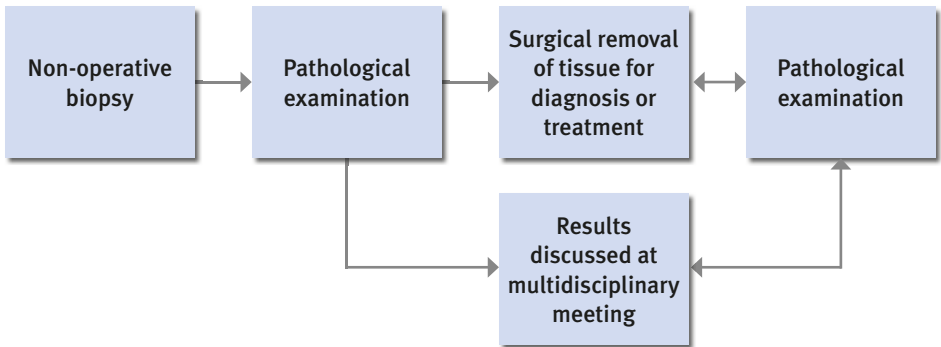 Non-operative
biopsy
Pathological
examination
Surgical removal
of tissue for
diagnosis or
treatment
Pathological
examination
Results
discussed at
multidisciplinary
meeting